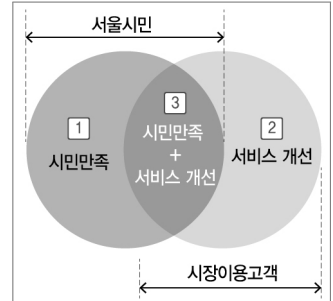 서울시민
1
시민만족
3
시민만족
+
서비스 개선
2
서비스 개선
시장이용고객